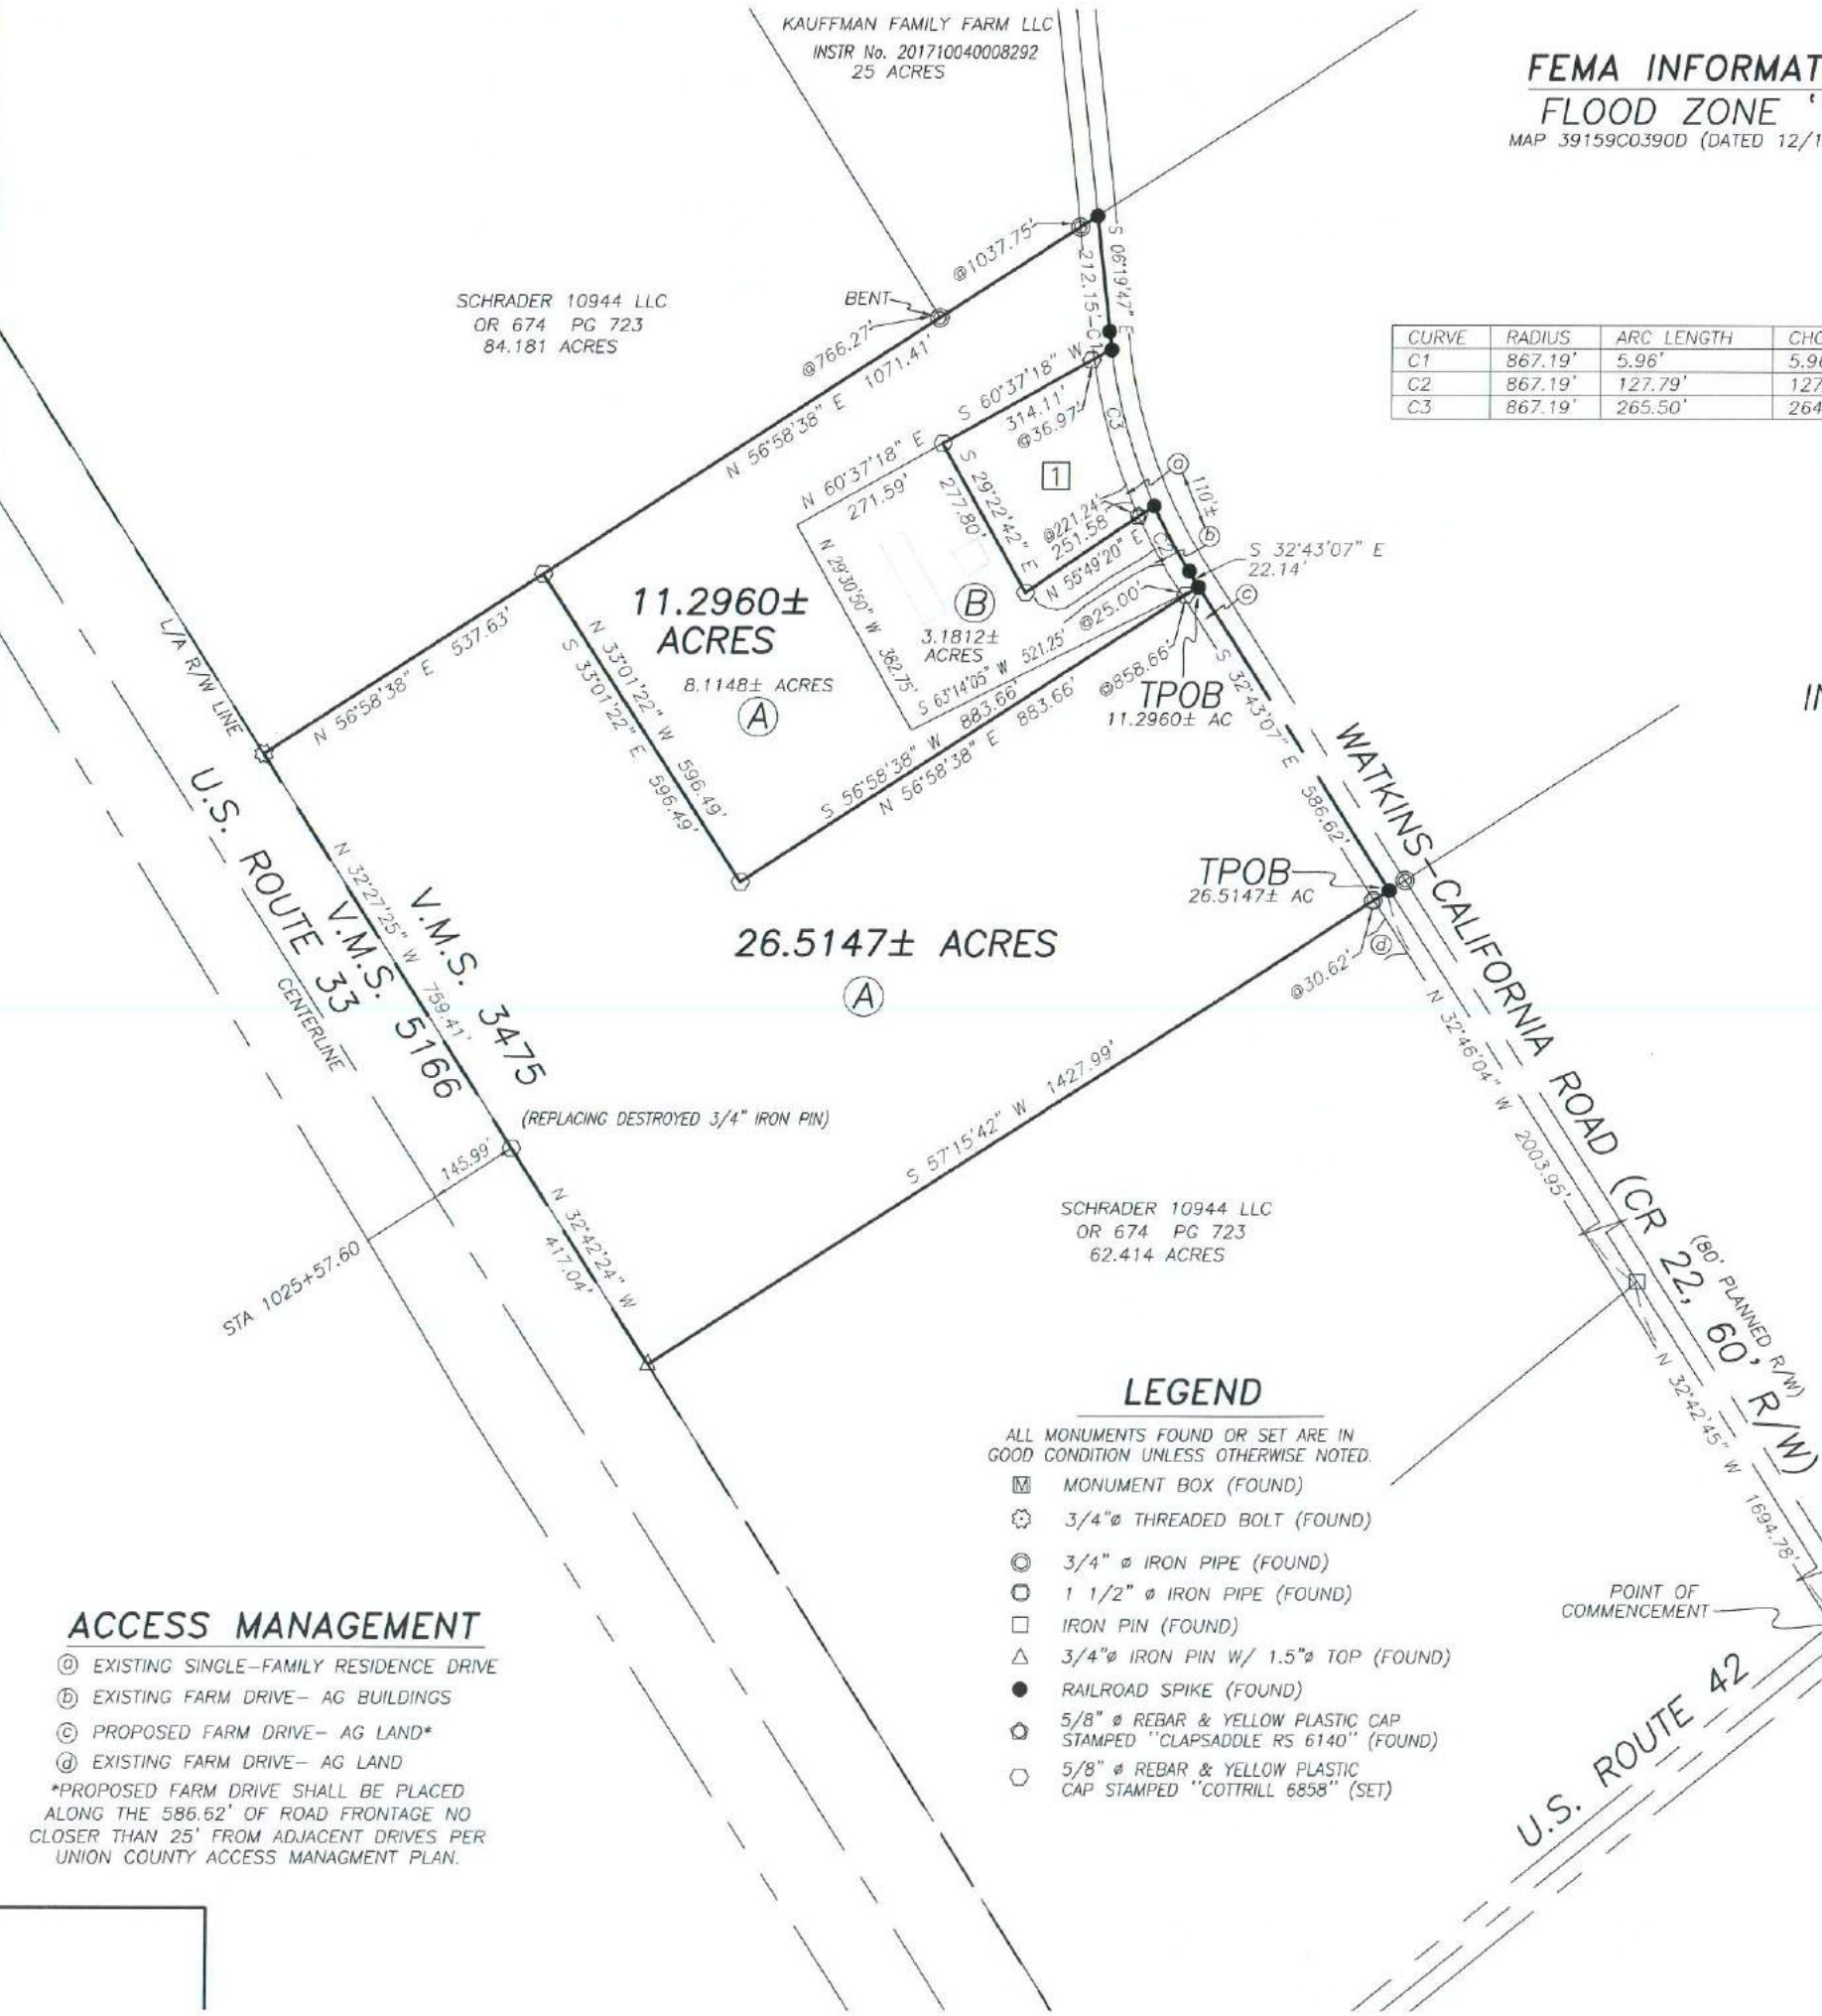 KAUFFMAN FAMILY FARM LLC
INSTR No. 201710040008292
25 ACRES
FEMA INFORMAT
FLOOD ZONE '
MAP 39159C0390D (DATED 12/1
SCHRADER 10944 LLC
OR 674 PG 723
84.181 ACRES
BENT
@1037.75'
@766.27'
N 56°58'38" E 1071.41'
S 06°19'47" E
212.15'
C1
CURVE RADIUS ARC LENGTH CHO
C1 867.19' 5.96' 5.96
C2 867.19' 127.79' 127
C3 867.19' 265.50' 264
S 60°37'18" W
314.11'
@36.97'
C3
1
N 60°37'18" E
271.59'
S 29°22'42" E
277.80'
@221.24'
251.58'
N 55°49'20" E
C2
a
110'±
b
S 32°43'07" E
22.14'
c
N 29°30'50" W 382.75'
B
3.1812±
ACRES
@25.00'
S 63°14'05" W 521.25'
11.2960±
ACRES
8.1148± ACRES
A
N 33°01'22" W 596.49'
S 33°01'22" E 596.49'
S 56°58'38" W 883.66'
N 56°58'38" E 883.66'
@858.66'
TPOB
11.2960± AC
S 32°43'07" E 586.62'
IN
L/A R/W LINE
N 56°58'38" E 537.63'
U.S. ROUTE 33
CENTERLINE
V.M.S. 5166
V.M.S. 3475
N 32°27'25" W 759.41'
WATKINS-CALIFORNIA ROAD (CR 22, 60' R/W)
(80' PLANNED R/W)
TPOB
26.5147± AC
26.5147± ACRES
A
@30.62'
d
N 32°46'04" W 2003.95'
S 57°15'42" W 1427.99'
(REPLACING DESTROYED 3/4" IRON PIN)
145.99'
STA 1025+57.60
N 32°42'24" W
417.04'
SCHRADER 10944 LLC
OR 674 PG 723
62.414 ACRES
N 32°42'45" W 1694.78'
POINT OF
COMMENCEMENT
U.S. ROUTE 42
LEGEND
ALL MONUMENTS FOUND OR SET ARE IN
GOOD CONDITION UNLESS OTHERWISE NOTED.
M MONUMENT BOX (FOUND)
3/4"ø THREADED BOLT (FOUND)
3/4" ø IRON PIPE (FOUND)
1 1/2" ø IRON PIPE (FOUND)
IRON PIN (FOUND)
3/4"ø IRON PIN W/ 1.5"ø TOP (FOUND)
RAILROAD SPIKE (FOUND)
5/8" ø REBAR & YELLOW PLASTIC CAP
STAMPED "CLAPSADDLE RS 6140" (FOUND)
5/8" ø REBAR & YELLOW PLASTIC
CAP STAMPED "COTTRILL 6858" (SET)
ACCESS MANAGEMENT
a EXISTING SINGLE-FAMILY RESIDENCE DRIVE
b EXISTING FARM DRIVE- AG BUILDINGS
c PROPOSED FARM DRIVE- AG LAND*
d EXISTING FARM DRIVE- AG LAND
*PROPOSED FARM DRIVE SHALL BE PLACED
ALONG THE 586.62' OF ROAD FRONTAGE NO
CLOSER THAN 25' FROM ADJACENT DRIVES PER
UNION COUNTY ACCESS MANAGMENT PLAN.